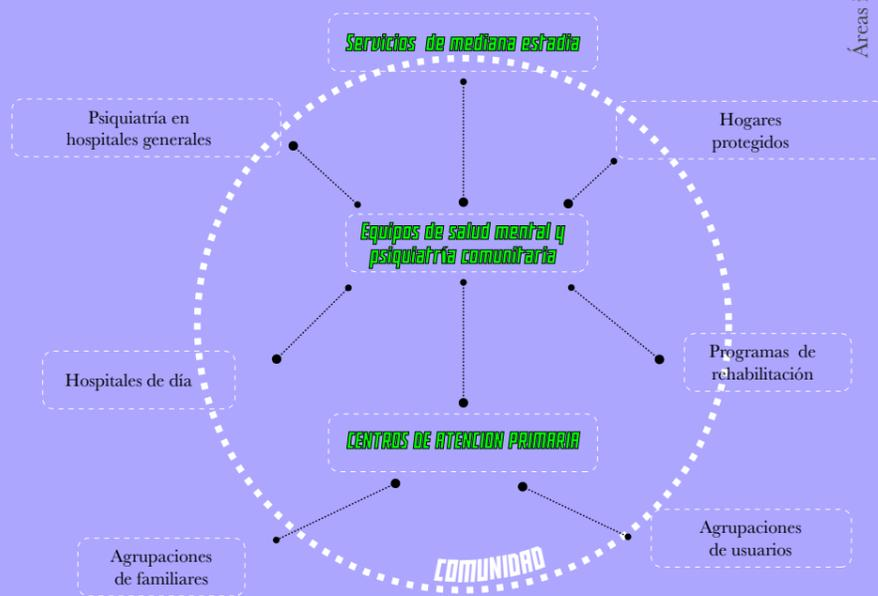 Servicios de mediana estadia
Áreas
Psiquiatría en
hospitales generales
Hogares
protegidos
Equipos de salud mental y
psiquiatría comunitaria
Hospitales de día
Programas de
rehabilitación
CENTROS DE ATENCION PRIMARIA
Agrupaciones
de familiares
Agrupaciones
de usuarios
COMUNIDAD